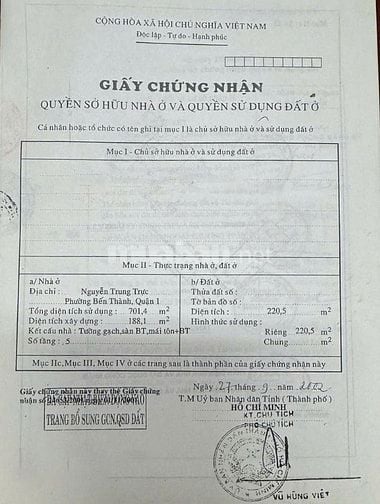 CỘNG HÒA XÃ HỘI CHỦ NGHĨA VIỆT NAM
Độc lập - Tự do - Hạnh phúc
GIẤY CHỨNG NHẬN
QUYỀN SỞ HỮU NHÀ Ở VÀ QUYỀN SỬ DỤNG ĐẤT Ở
Cá nhân hoặc tổ chức có tên ghi tại mục I là chủ sở hữu nhà ở và sử dụng đất ở
Mục I - Chủ sở hữu nhà ở và sử dụng đất ở
Mục II - Thực trạng nhà ở, đất ở
a/ Nhà ở
Địa chỉ : Nguyễn Trung Trực
Phường Bến Thành, Quận 1
Tổng diện tích sử dụng : 701,4 m2
Diện tích xây dựng : 188,1 m2
Kết cấu nhà : Tường gạch,sàn BT,mái tôn+BT
Số tầng : 5
b/ Đất ở
Thửa đất số :
Tờ bản đồ số :
Diện tích : 220,5 m2
Hình thức sử dụng :
Riêng : 220,5 m2
Chung m2
Mục IIc, Mục III, Mục IV ở các trang sau là thành phần của giấy chứng nhận này
Giấy chứng nhận này thay thế Giấy chứng
nhận số
TRANG BỔ SUNG GCN.QSD ĐẤT
Ngày 27 tháng 9 năm 2002
T.M Uỷ ban Nhân dân Tỉnh ( Thành phố )
HỒ CHÍ MINH
KT. CHỦ TỊCH
PHÓ CHỦ TỊCH
VŨ HÙNG VIỆT